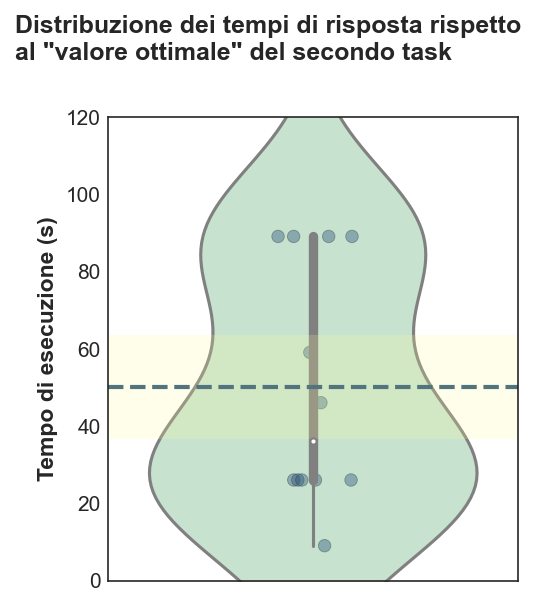 Distribuzione dei tempi di risposta rispetto
al "valore ottimale" del secondo task
120
100
80
60
40
20
0
Tempo di esecuzione (s)